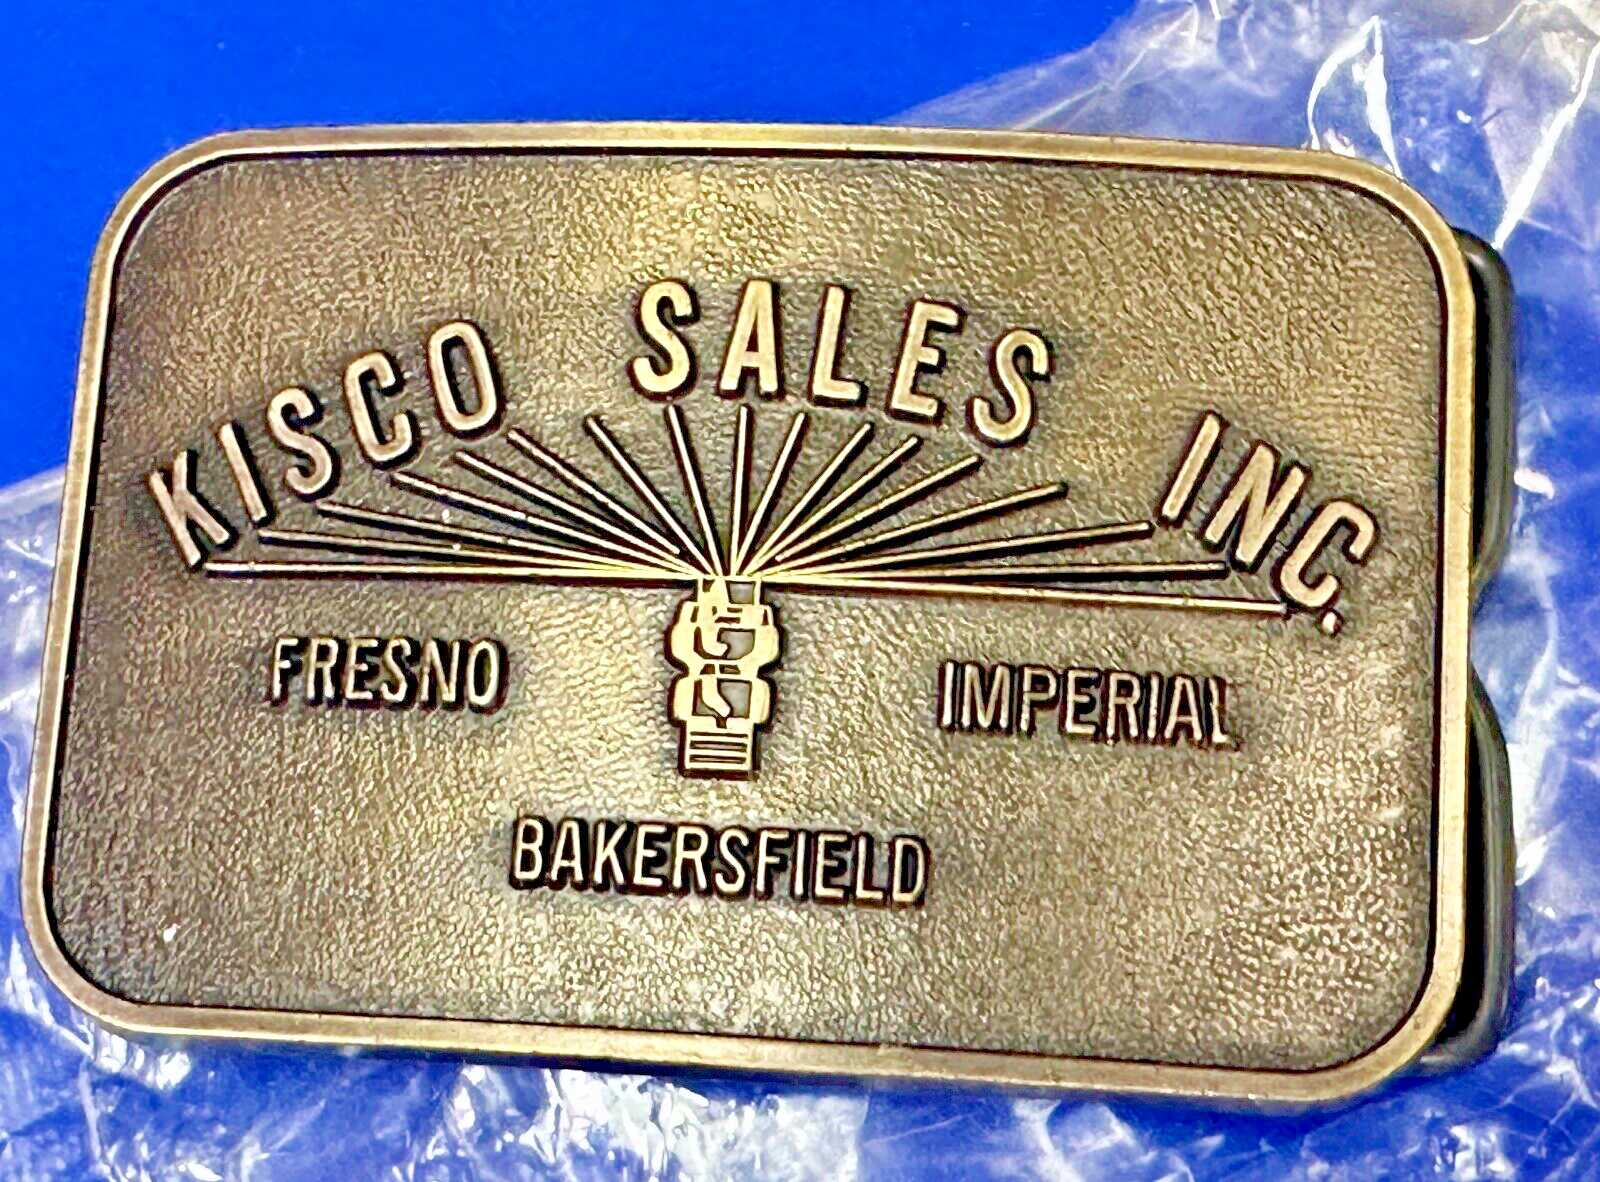 KISCO SALES INC.
FRESNO
IMPERIAL
BAKERSFIELD